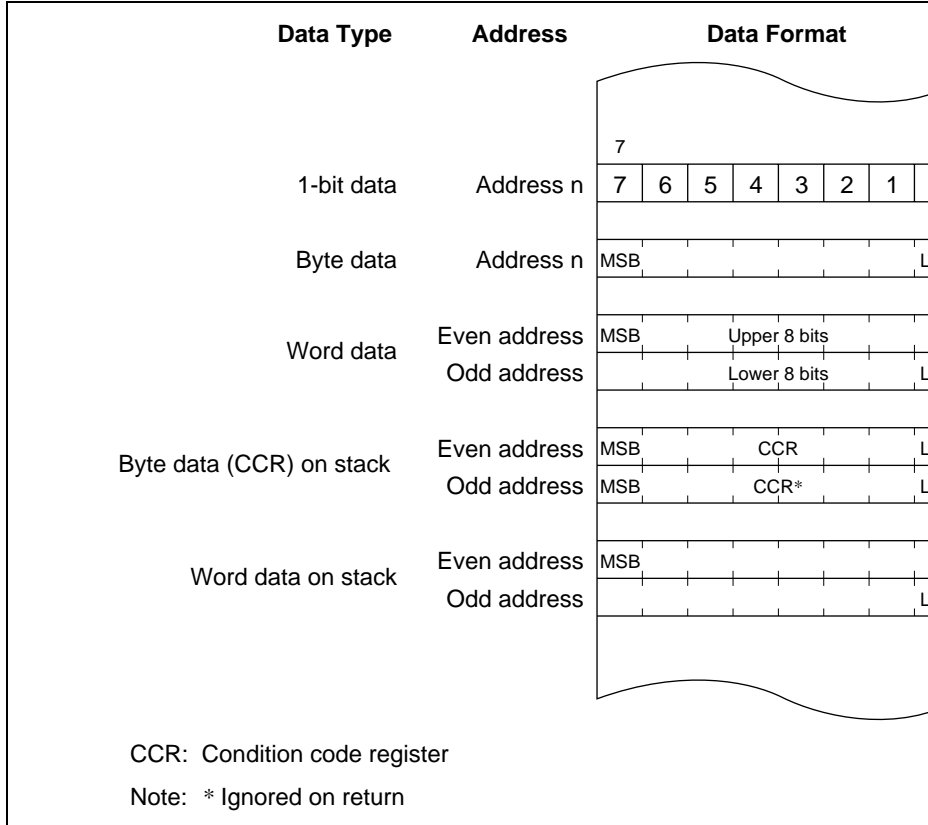 Data Type Address Data Format
7
1-bit data Address n 7 6 5 4 3 2 1
Byte data Address n MSB L
Word data Even address MSB Upper 8 bits
Odd address Lower 8 bits L
Byte data (CCR) on stack Even address MSB CCR L
Odd address MSB CCR* L
Word data on stack Even address MSB
Odd address L
CCR: Condition code register
Note: * Ignored on return